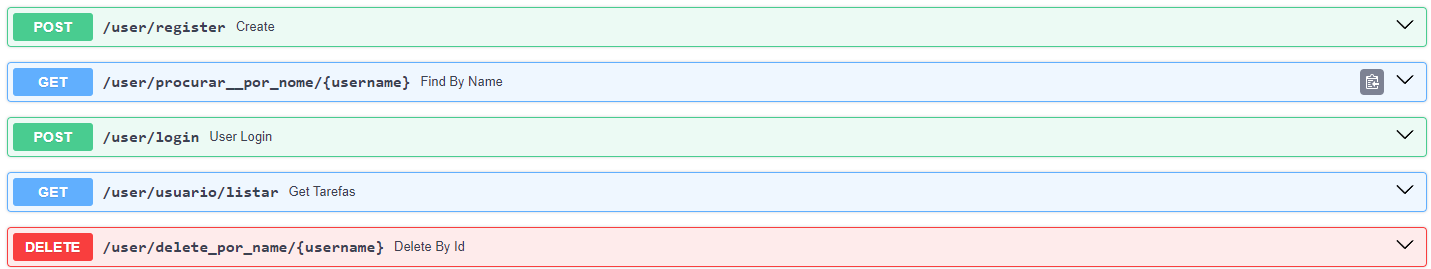 POST /user/register Create
GET /user/procurar__por_nome/{username} Find By Name
POST /user/login User Login
GET /user/usuario/listar Get Tarefas
DELETE /user/delete_por_name/{username} Delete By Id